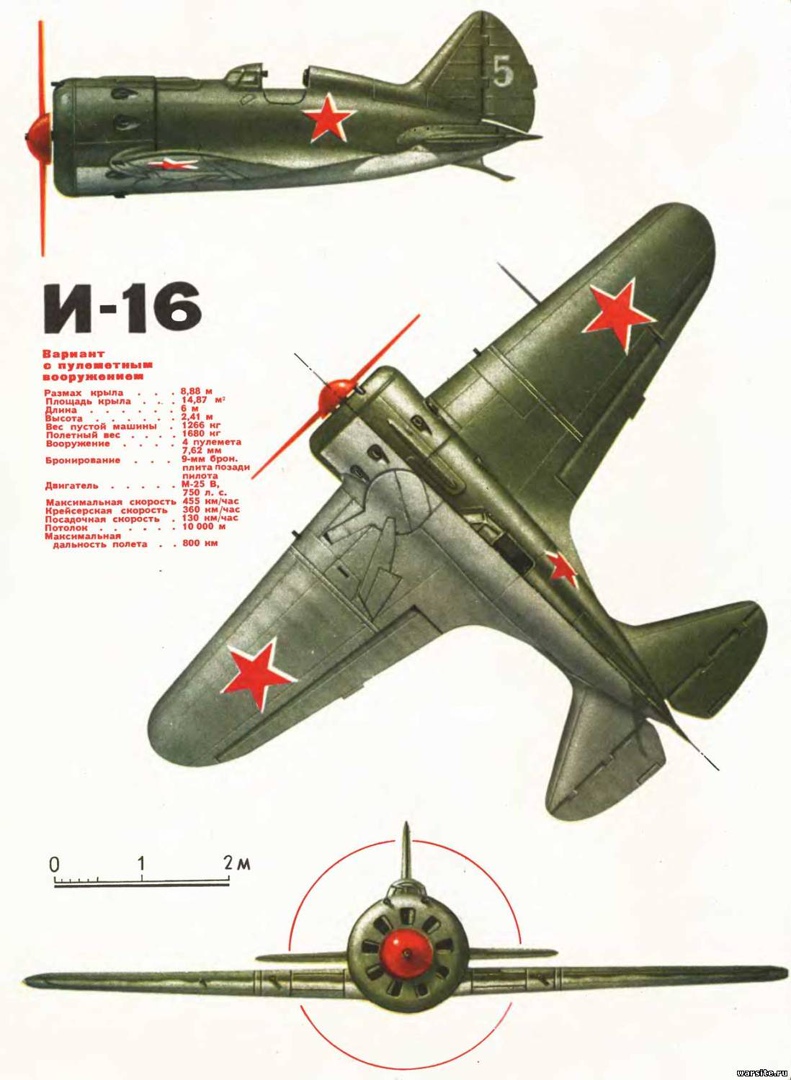 5
И-16
Вариант
с пулеметным
вооружением
Размах крыла . . . 8,88 м
Площадь крыла . . . 14,87 м²
Длина . . . . . . . 6 м
Высота . . . . . . 2,41 м
Вес пустой машины . 1266 кг
Полетный вес . . . . 1680 кг
Вооружение . . . . 4 пулемета
7,62 мм
Бронирование . . . 9-мм брон.
плита позади
пилота
Двигатель . . . . . М-25 В,
750 л. с.
Максимальная скорость 455 км/час
Крейсерская скорость 360 км/час
Посадочная скорость . 130 км/час
Потолок . . . . . . 10 000 м
Максимальная
дальность полета . . 800 км
0 1 2 м
warsite.ru